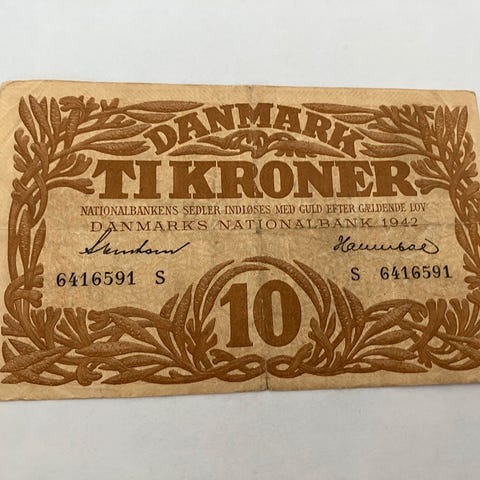 DANMARK
TI KRONER
NATIONALBANKENS SEDLER INDLØSES MED GULD EFTER GÆLDENDE LOV
DANMARKS NATIONALBANK 1942
6416591 S S 6416591
10